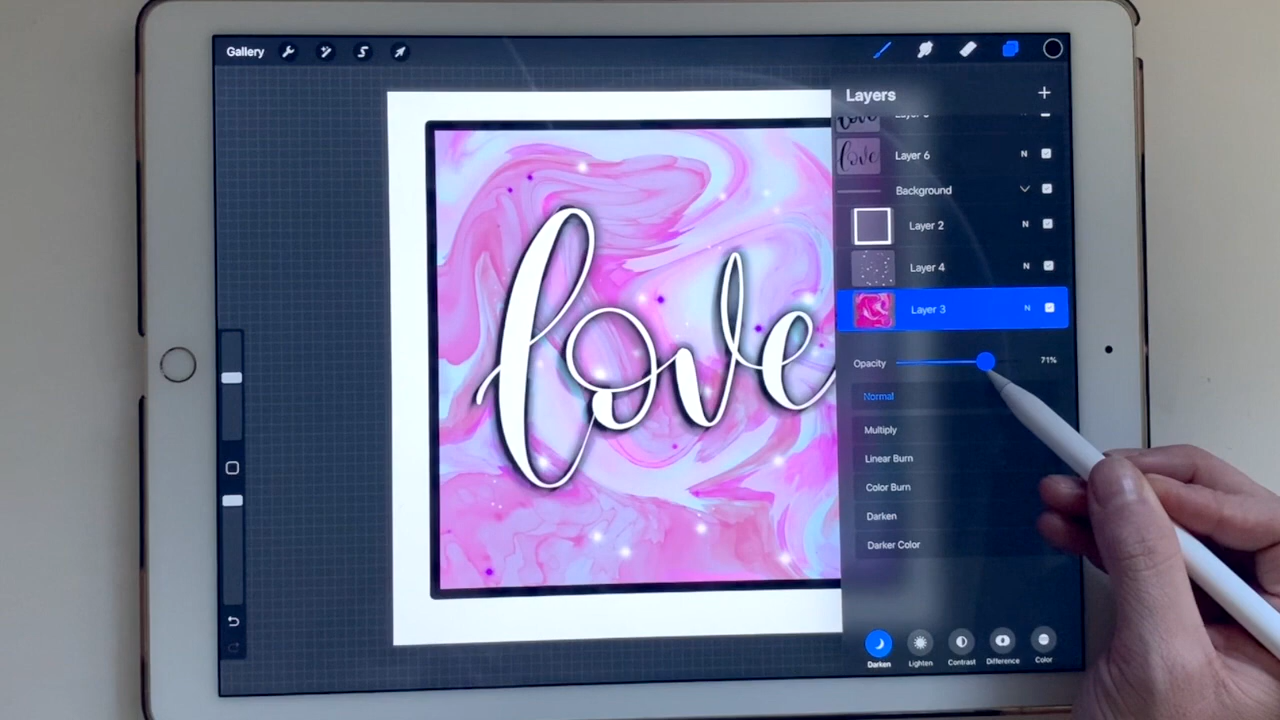 Gallery
Layers
Layer 6 N
Background
Layer 2 N
Layer 4 N
Layer 3 N
love
Opacity 71%
Normal
Multiply
Linear Burn
Color Burn
Darken
Darker Color
Darken Lighten Contrast Difference Color